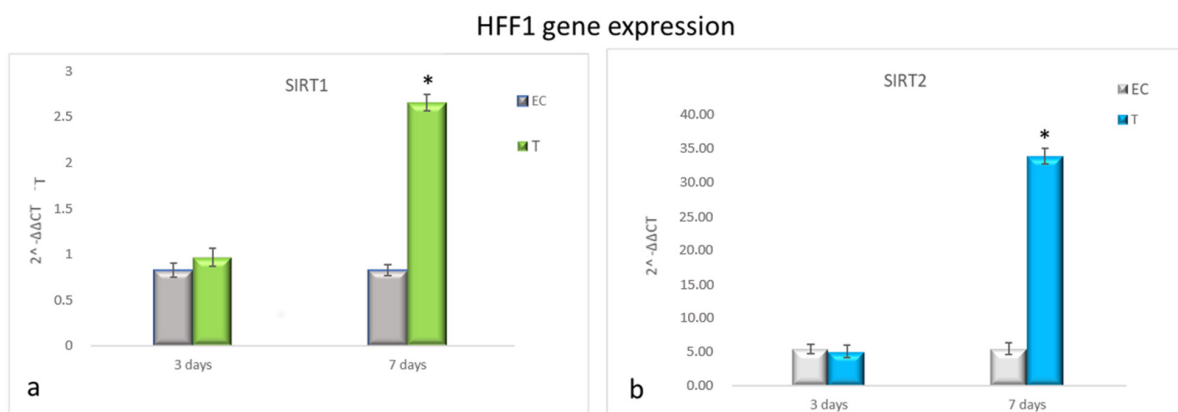 HFF1 gene expression
SIRT1
3
2.5
2
1.5
1
0.5
0
2^-ΔΔCT
T
*
EC
T
3 days
7 days
a
SIRT2
40.00
35.00
30.00
25.00
20.00
15.00
10.00
5.00
0.00
2^-ΔΔCT
*
EC
T
3 days
7 days
b